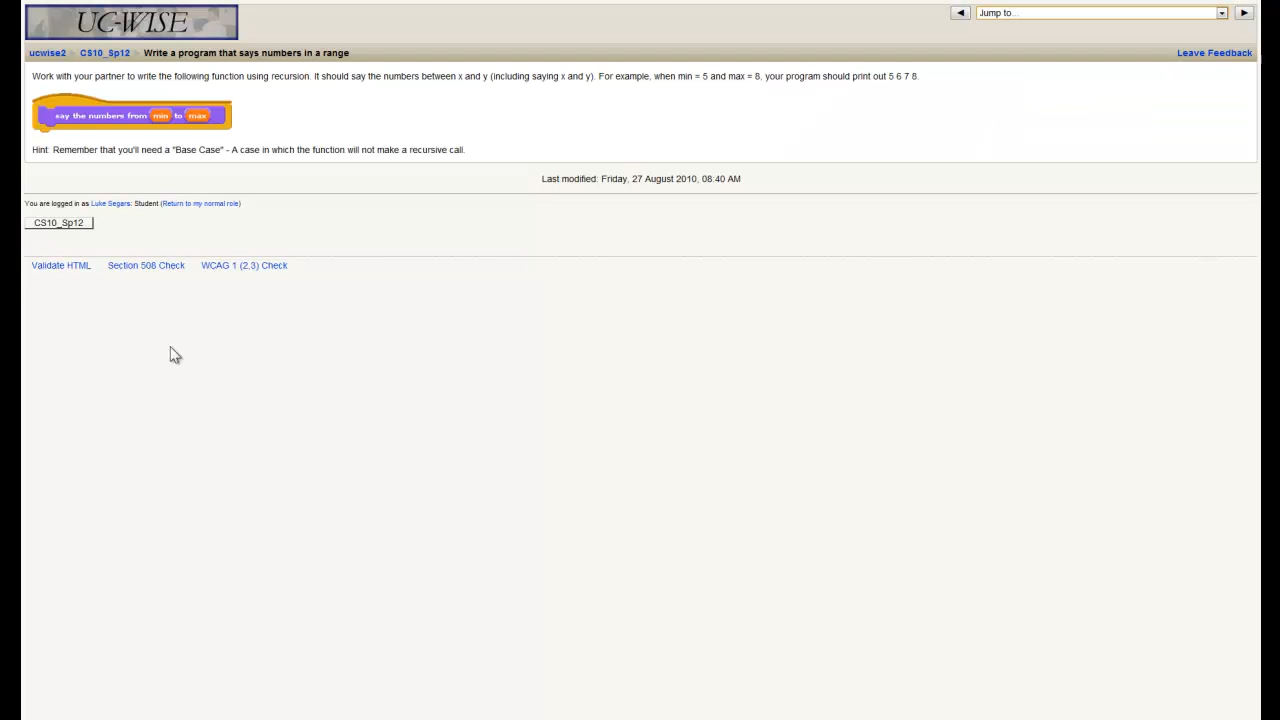 UC-WISE
Jump to...
ucwise2 CS10_Sp12 Write a program that says numbers in a range
Leave Feedback
Work with your partner to write the following function using recursion. It should say the numbers between x and y (including saying x and y). For example, when min = 5 and max = 8, your program should print out 5 6 7 8.
say the numbers from min to max
Hint: Remember that you'll need a "Base Case" - A case in which the function will not make a recursive call.
Last modified: Friday, 27 August 2010, 08:40 AM
You are logged in as Luke Segars: Student (Return to my normal role)
CS10_Sp12
Validate HTML Section 508 Check WCAG 1 (2,3) Check